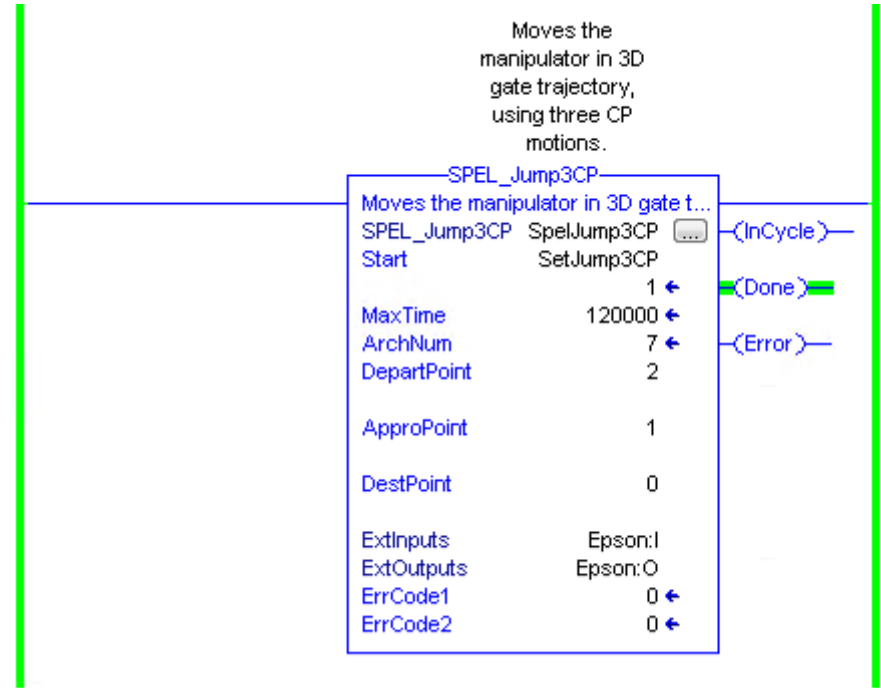 Moves the
manipulator in 3D
gate trajectory,
using three CP
motions.
SPEL_Jump3CP
Moves the manipulator in 3D gate t...
SPEL_Jump3CP SpelJump3CP ... (InCycle)
Start SetJump3CP
1 ← (Done)
MaxTime 120000 ←
ArchNum 7 ← (Error)
DepartPoint 2
ApproPoint 1
DestPoint 0
ExtInputs Epson:I
ExtOutputs Epson:O
ErrCode1 0 ←
ErrCode2 0 ←